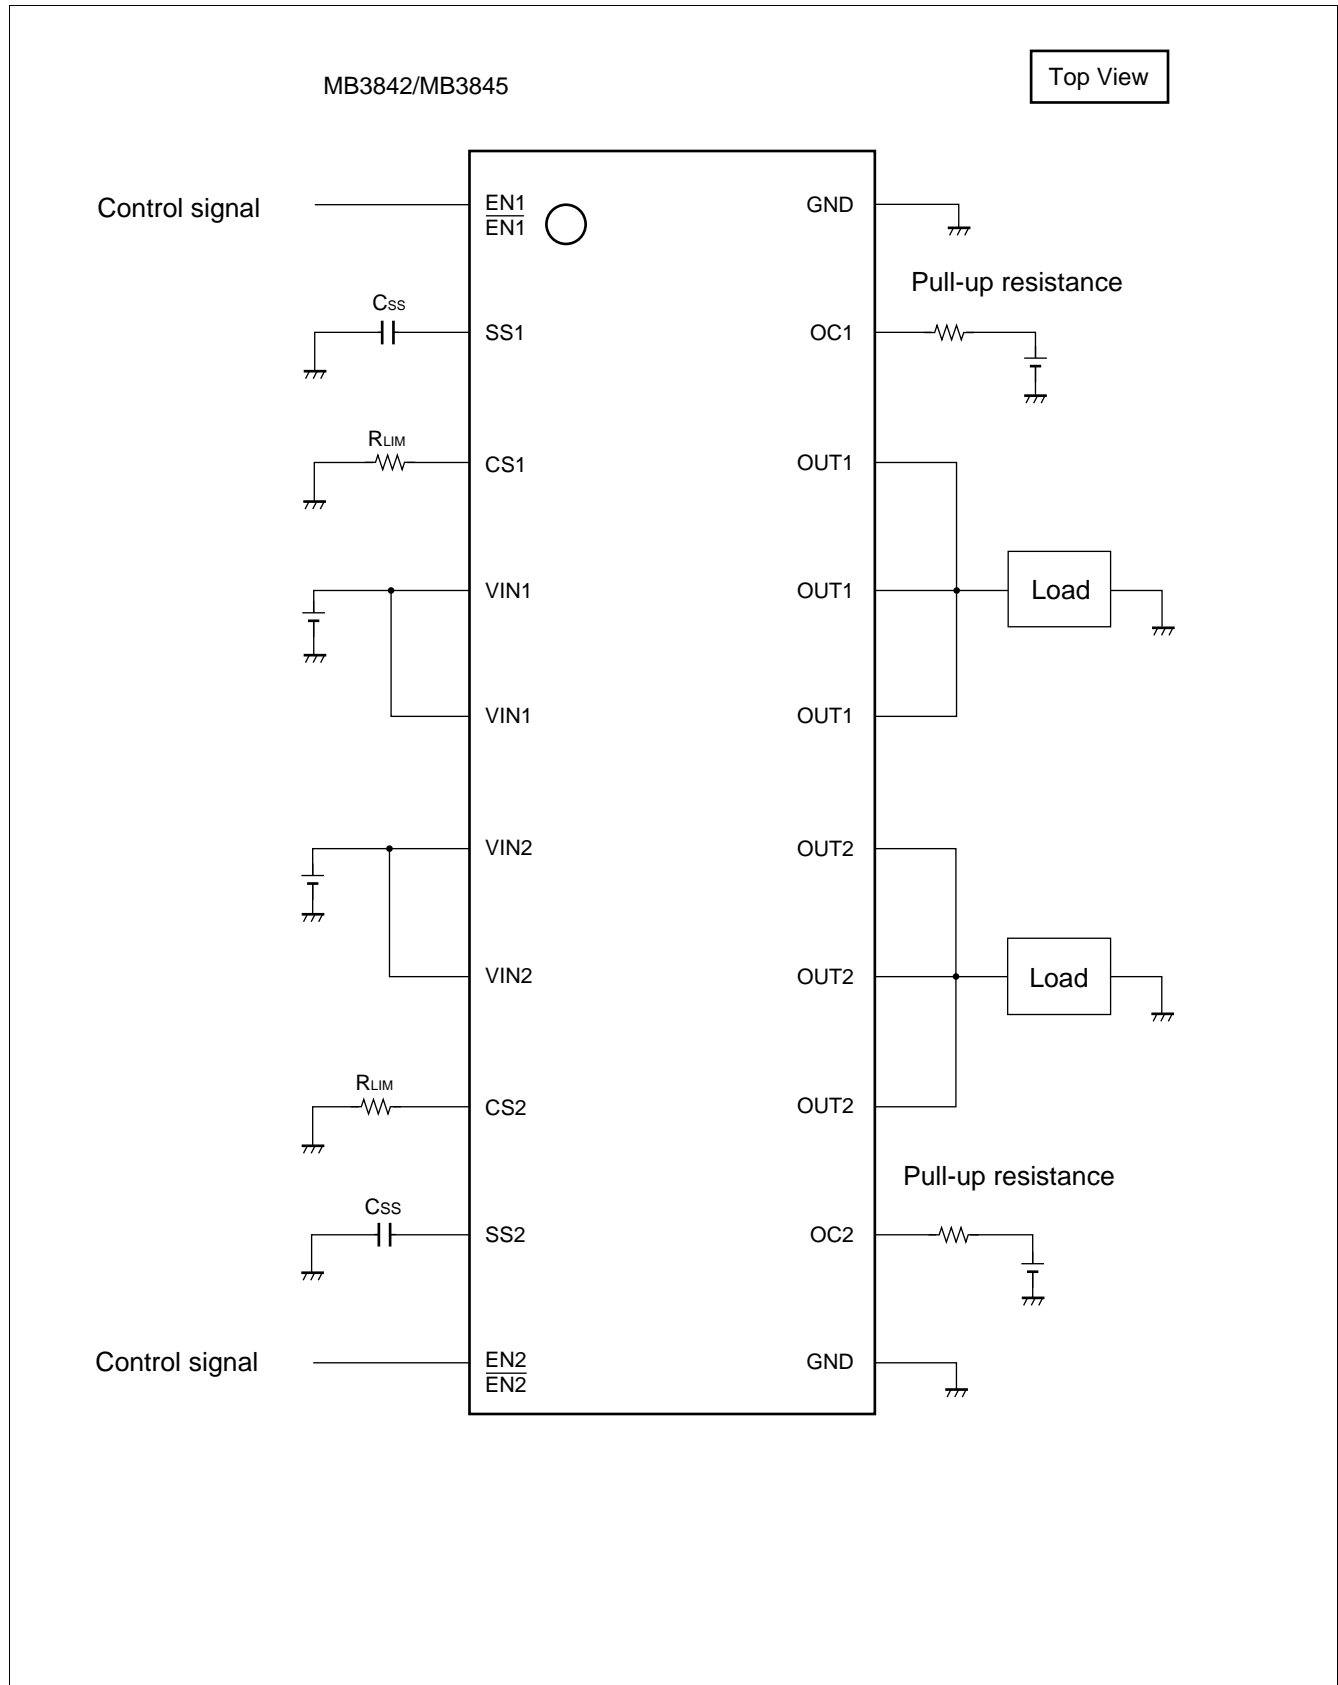 MB3842/MB3845
Top View
Control signal
EN1
EN1
GND
Pull-up resistance
CSS
SS1
OC1
RLIM
CS1
OUT1
VIN1
OUT1
Load
VIN1
OUT1
VIN2
OUT2
VIN2
OUT2
Load
RLIM
CS2
OUT2
Pull-up resistance
CSS
SS2
OC2
Control signal
EN2
EN2
GND